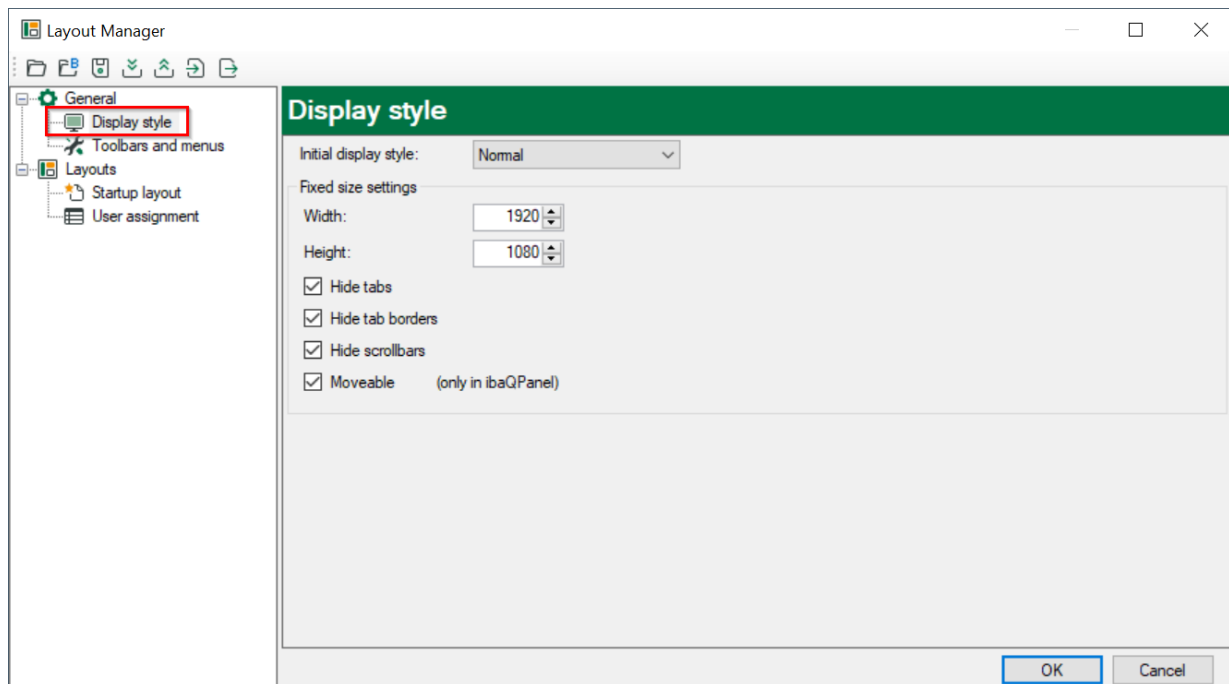 Layout Manager
B
General
Display style
Toolbars and menus
Layouts
Startup layout
User assignment
Display style
Initial display style: Normal
Fixed size settings
Width: 1920
Height: 1080
Hide tabs
Hide tab borders
Hide scrollbars
Moveable (only in ibaQPanel)
OK Cancel